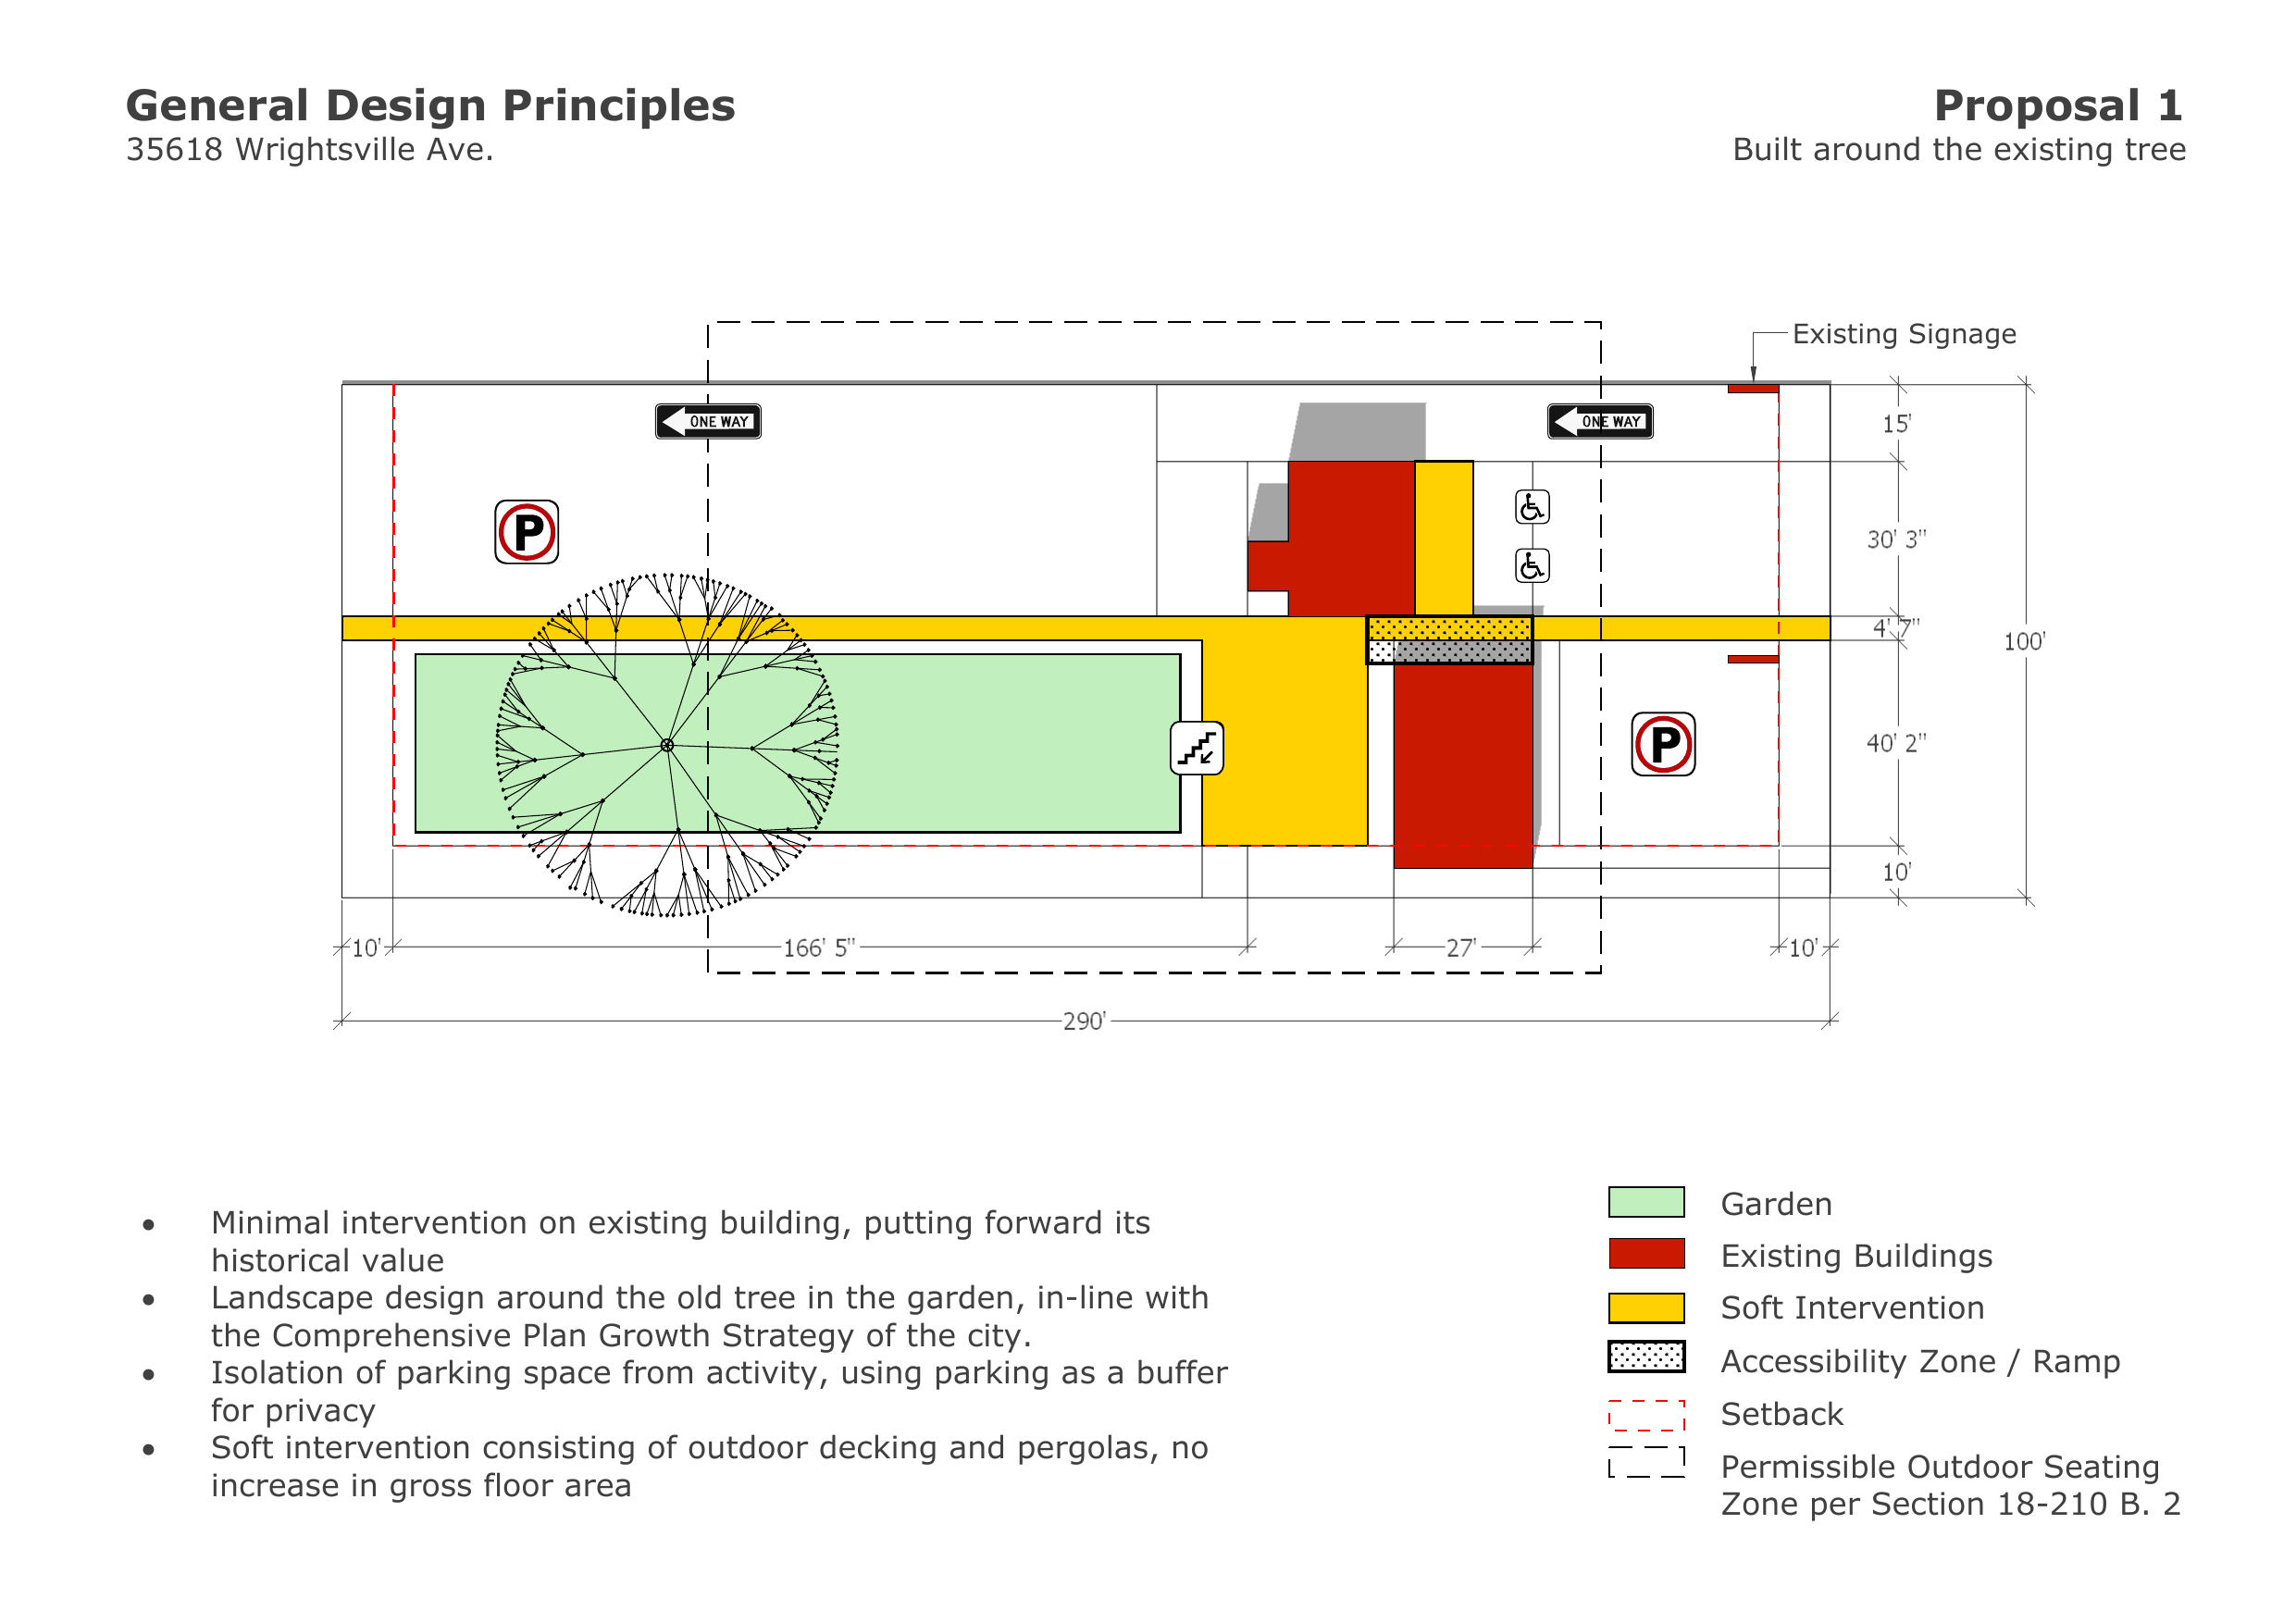 General Design Principles
35618 Wrightsville Ave.
Proposal 1
Built around the existing tree
Existing Signage
ONE WAY
ONE WAY
P
15'
30' 3"
4' 7"
100'
P
40' 2"
10'
10'
166' 5"
27'
10'
290'
• Minimal intervention on existing building, putting forward its
historical value
• Landscape design around the old tree in the garden, in-line with
the Comprehensive Plan Growth Strategy of the city.
• Isolation of parking space from activity, using parking as a buffer
for privacy
• Soft intervention consisting of outdoor decking and pergolas, no
increase in gross floor area
Garden
Existing Buildings
Soft Intervention
Accessibility Zone / Ramp
Setback
Permissible Outdoor Seating
Zone per Section 18-210 B. 2